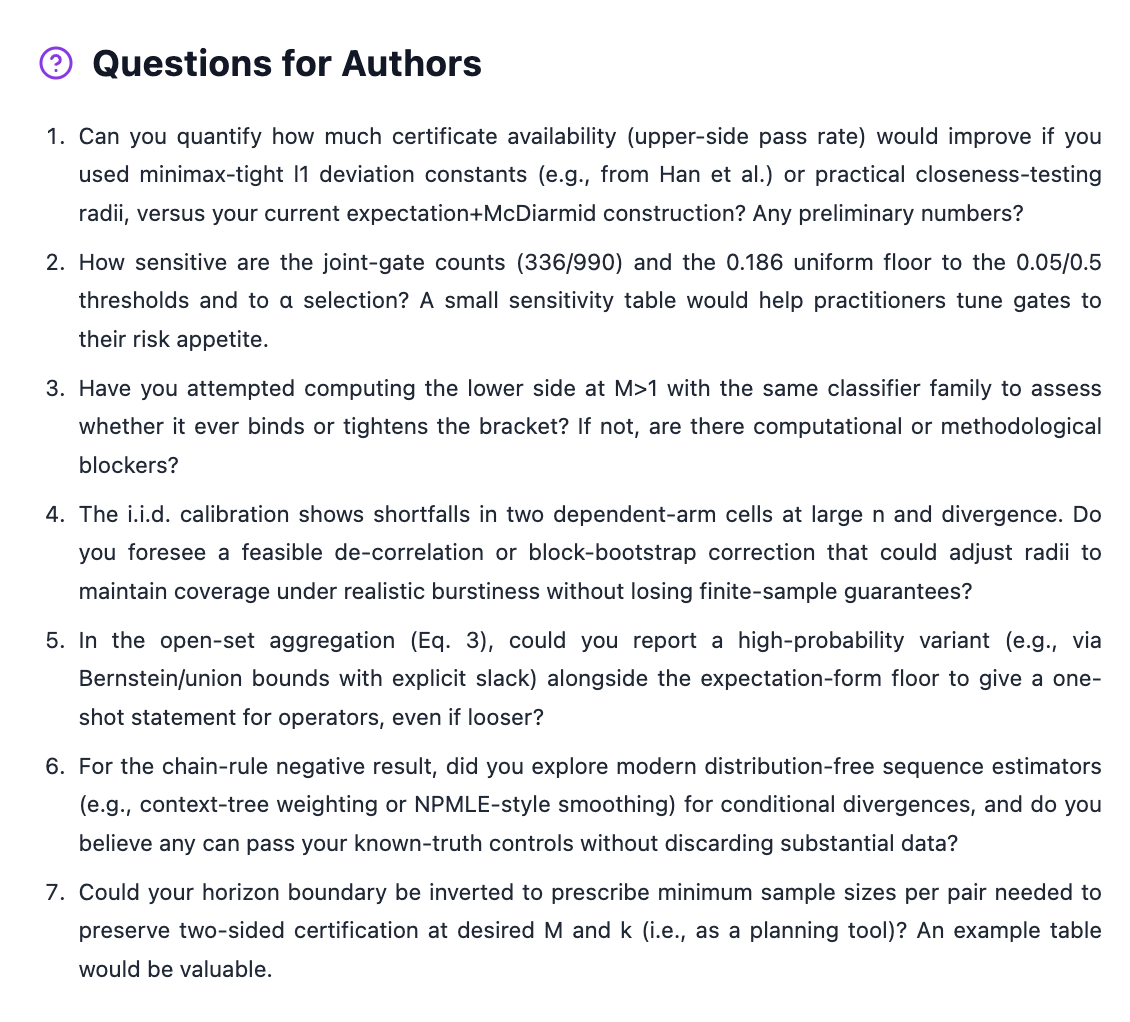 Questions for Authors
1. Can you quantify how much certificate availability (upper-side pass rate) would improve if you
used minimax-tight l1 deviation constants (e.g., from Han et al.) or practical closeness-testing
radii, versus your current expectation+McDiarmid construction? Any preliminary numbers?
2. How sensitive are the joint-gate counts (336/990) and the 0.186 uniform floor to the 0.05/0.5
thresholds and to α selection? A small sensitivity table would help practitioners tune gates to
their risk appetite.
3. Have you attempted computing the lower side at M>1 with the same classifier family to assess
whether it ever binds or tightens the bracket? If not, are there computational or methodological
blockers?
4. The i.i.d. calibration shows shortfalls in two dependent-arm cells at large n and divergence. Do
you foresee a feasible de-correlation or block-bootstrap correction that could adjust radii to
maintain coverage under realistic burstiness without losing finite-sample guarantees?
5. In the open-set aggregation (Eq. 3), could you report a high-probability variant (e.g., via
Bernstein/union bounds with explicit slack) alongside the expectation-form floor to give a one-
shot statement for operators, even if looser?
6. For the chain-rule negative result, did you explore modern distribution-free sequence estimators
(e.g., context-tree weighting or NPMLE-style smoothing) for conditional divergences, and do you
believe any can pass your known-truth controls without discarding substantial data?
7. Could your horizon boundary be inverted to prescribe minimum sample sizes per pair needed to
preserve two-sided certification at desired M and k (i.e., as a planning tool)? An example table
would be valuable.